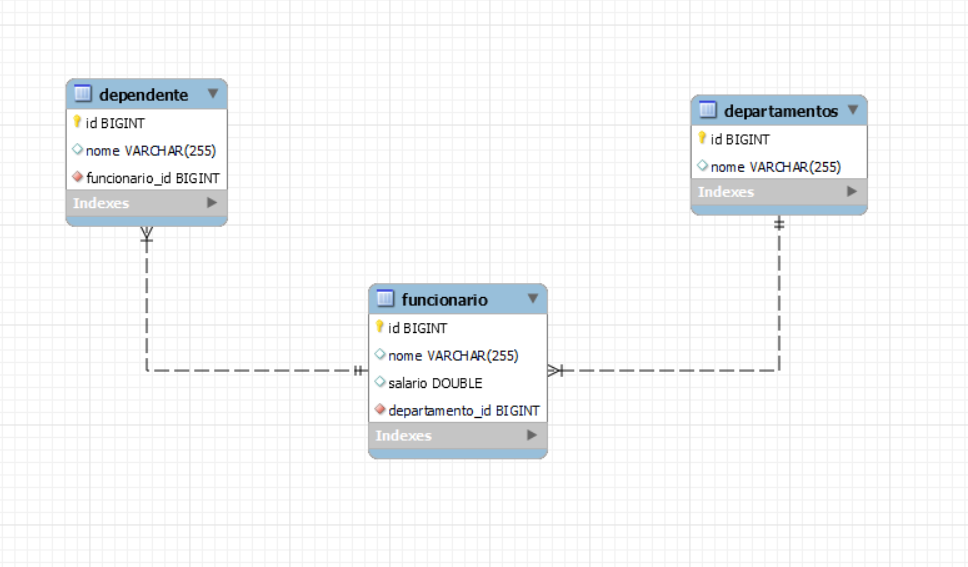 dependente
id BIGINT
nome VARCHAR(255)
funcionario_id BIGINT
Indexes
departamentos
id BIGINT
nome VARCHAR(255)
Indexes
funcionario
id BIGINT
nome VARCHAR(255)
salario DOUBLE
departamento_id BIGINT
Indexes